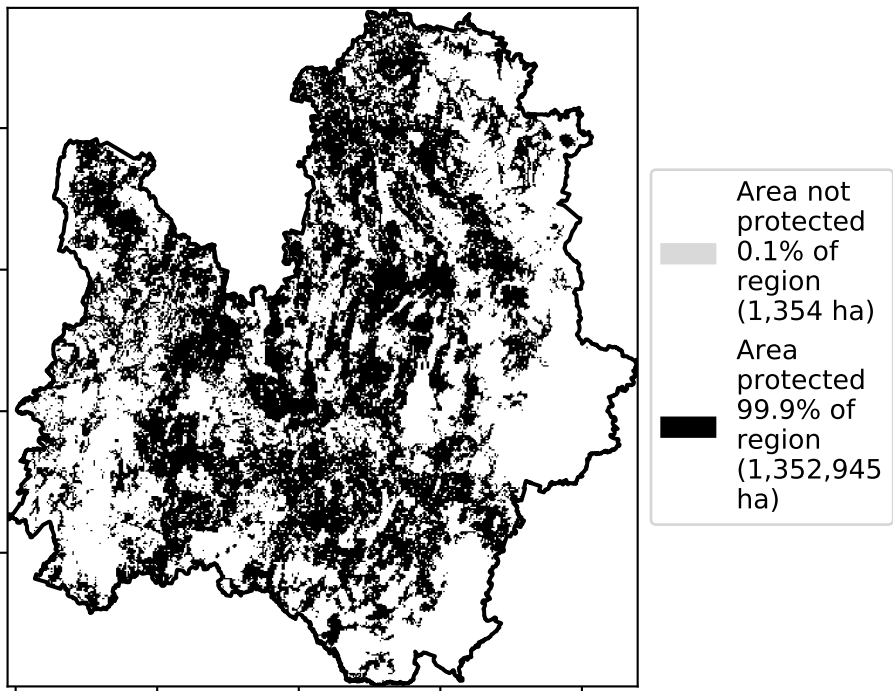 Area not
protected
0.1% of
region
(1,354 ha)
Area
protected
99.9% of
region
(1,352,945
ha)